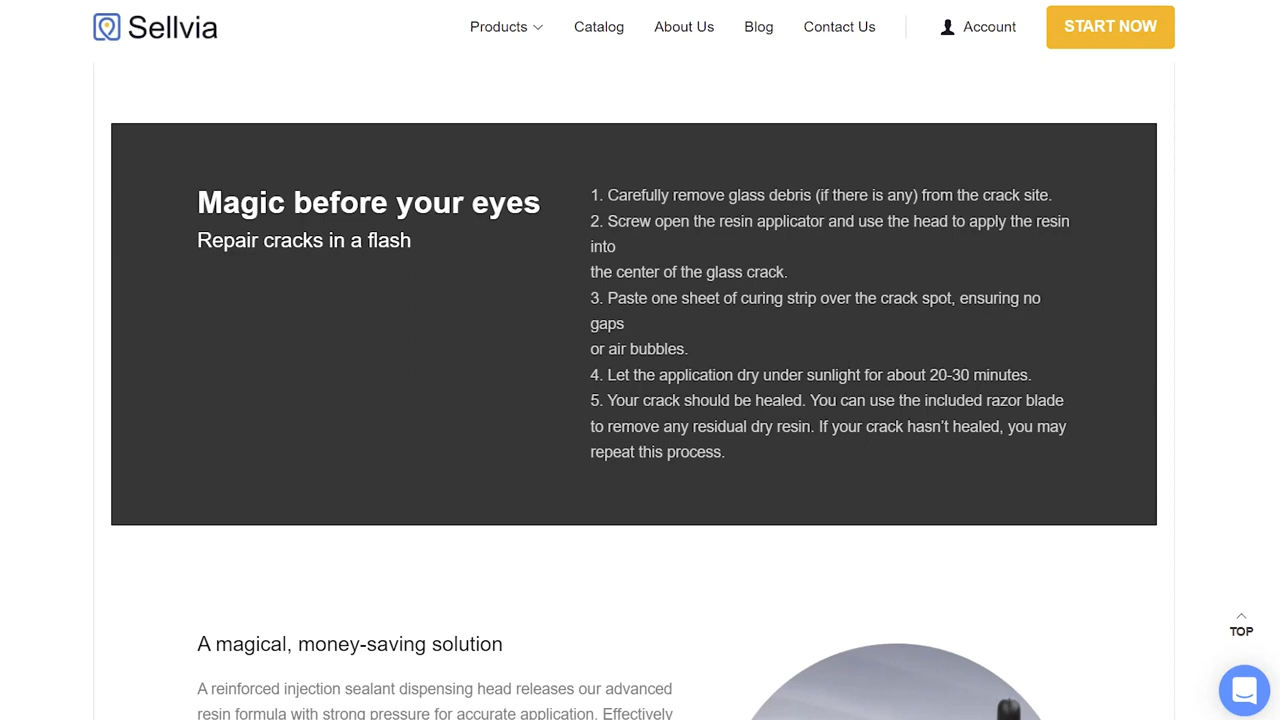 Sellvia
Products
Catalog
About Us
Blog
Contact Us
Account
START NOW
Magic before your eyes
Repair cracks in a flash
1. Carefully remove glass debris (if there is any) from the crack site.
2. Screw open the resin applicator and use the head to apply the resin
into
the center of the glass crack.
3. Paste one sheet of curing strip over the crack spot, ensuring no
gaps
or air bubbles.
4. Let the application dry under sunlight for about 20-30 minutes.
5. Your crack should be healed. You can use the included razor blade
to remove any residual dry resin. If your crack hasn’t healed, you may
repeat this process.
A magical, money-saving solution
A reinforced injection sealant dispensing head releases our advanced
resin formula with strong pressure for accurate application. Effectively
TOP